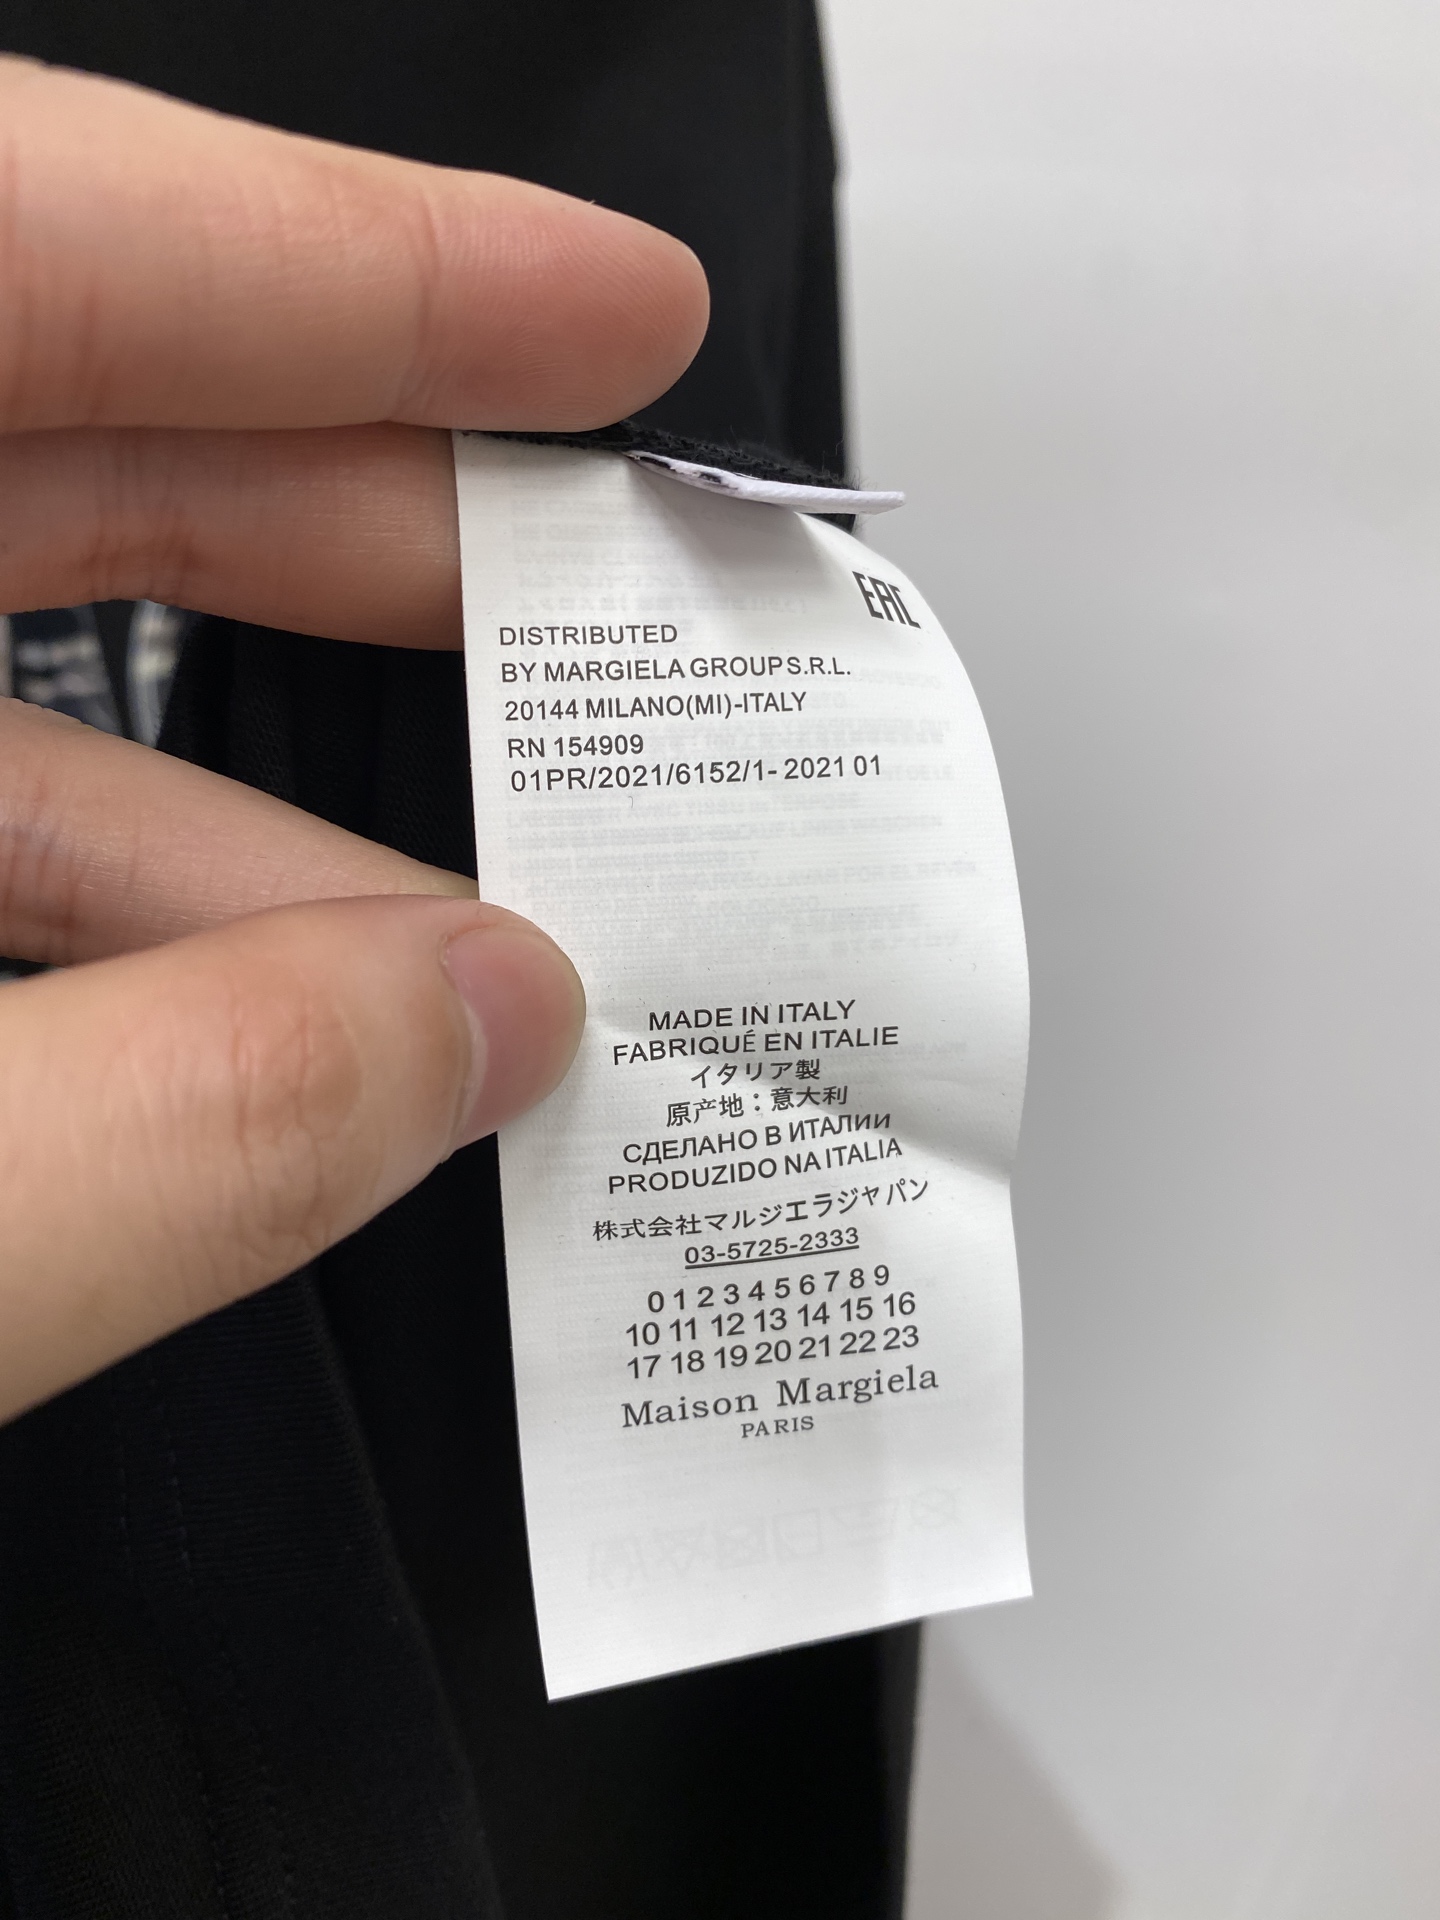 EAC
DISTRIBUTED
BY MARGIELA GROUP S.R.L.
20144 MILANO(MI)-ITALY
RN 154909
01PR/2021/6152/1- 2021 01
MADE IN ITALY
FABRIQUÉ EN ITALIE
イタリア製
原产地：意大利
СДЕЛАНО В ИТАЛИИ
PRODUZIDO NA ITALIA
株式会社マルジエラジャパン
03-5725-2333
0 1 2 3 4 5 6 7 8 9
10 11 12 13 14 15 16
17 18 19 20 21 22 23
Maison Margiela
PARIS